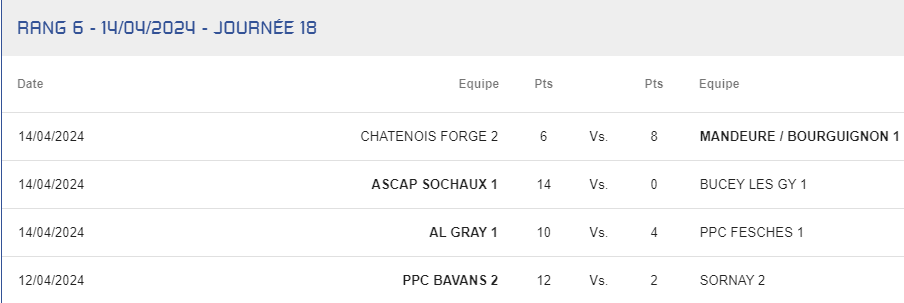 RANG 6 - 14/04/2024 - JOURNÉE 18
Date Equipe Pts Pts Equipe
14/04/2024 CHATENOIS FORGE 2 6 Vs. 8 MANDEURE / BOURGUIGNON 1
14/04/2024 ASCAP SOCHAUX 1 14 Vs. 0 BUCEY LES GY 1
14/04/2024 AL GRAY 1 10 Vs. 4 PPC FESCHES 1
12/04/2024 PPC BAVANS 2 12 Vs. 2 SORNAY 2